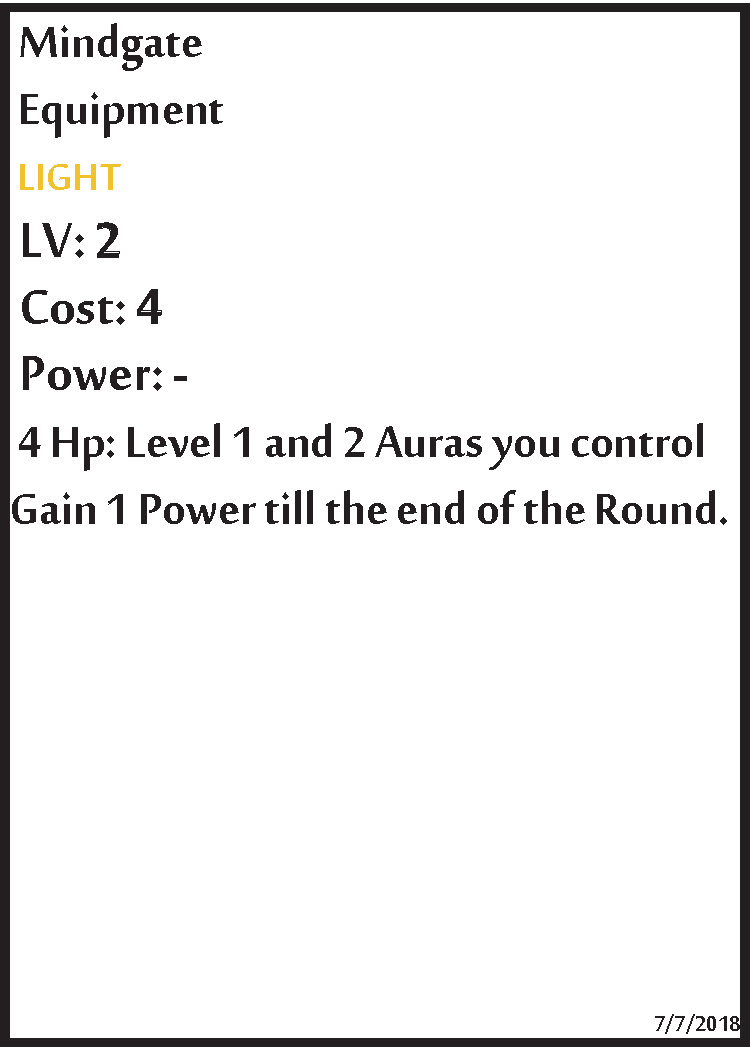 Mindgate
Equipment
LIGHT
LV: 2
Cost: 4
Power: -
4 Hp: Level 1 and 2 Auras you control
Gain 1 Power till the end of the Round.
7/7/2018